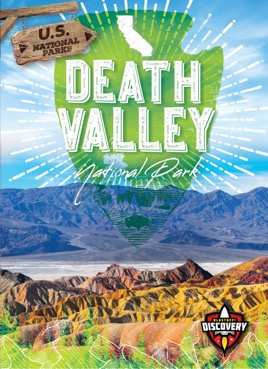 U.S.
NATIONAL
PARKS
DEATH
VALLEY
National Park
BLASTOFF!
DISCOVERY